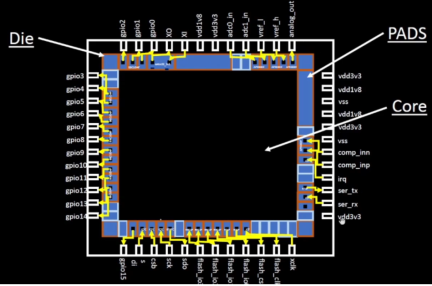 Die
PADS
Core
gpio2
gpio1
gpio0
XO
XI
vdd1v8
vdd3v3
adc0_in
adc1_in
vref_l
vref_h
analog_out
gpio3
gpio4
gpio5
gpio6
gpio7
gpio8
gpio9
gpio10
gpio11
gpio12
gpio13
gpio14
vdd3v3
vdd1v8
vss
vdd1v8
vdd3v3
vss
comp_inn
comp_inp
irq
ser_tx
ser_rx
vdd3v3
gpio15
sck
sdo
xclk